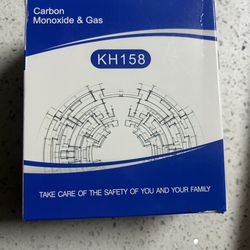 Carbon
Monoxide & Gas
KH158
TAKE CARE OF THE SAFETY OF YOU AND YOUR FAMILY